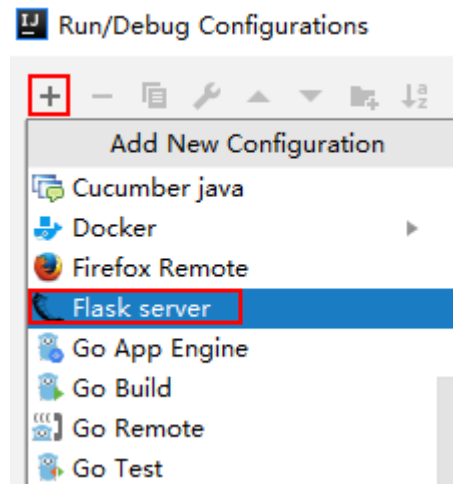 IJ Run/Debug Configurations
Add New Configuration
Cucumber java
Docker
Firefox Remote
Flask server
Go App Engine
Go Build
Go Remote
Go Test